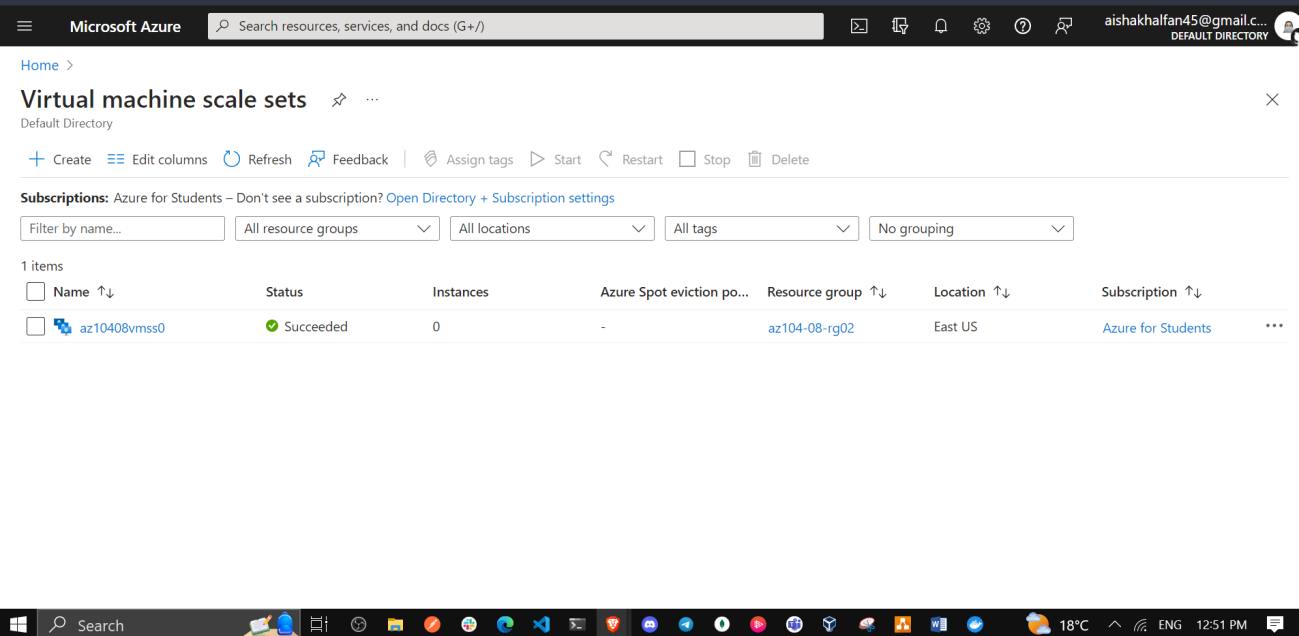 Microsoft Azure
Search resources, services, and docs (G+/)
aishakhalfan45@gmail.c...
DEFAULT DIRECTORY
Home
Virtual machine scale sets
...
Default Directory
Create
Edit columns
Refresh
Feedback
Assign tags
Start
Restart
Stop
Delete
Subscriptions: Azure for Students – Don't see a subscription? Open Directory + Subscription settings
Filter by name...
All resource groups
All locations
All tags
No grouping
1 items
Name Status Instances Azure Spot eviction po... Resource group Location Subscription
az10408vmss0 Succeeded 0 - az104-08-rg02 East US Azure for Students ...
Search
18°C
ENG
12:51 PM